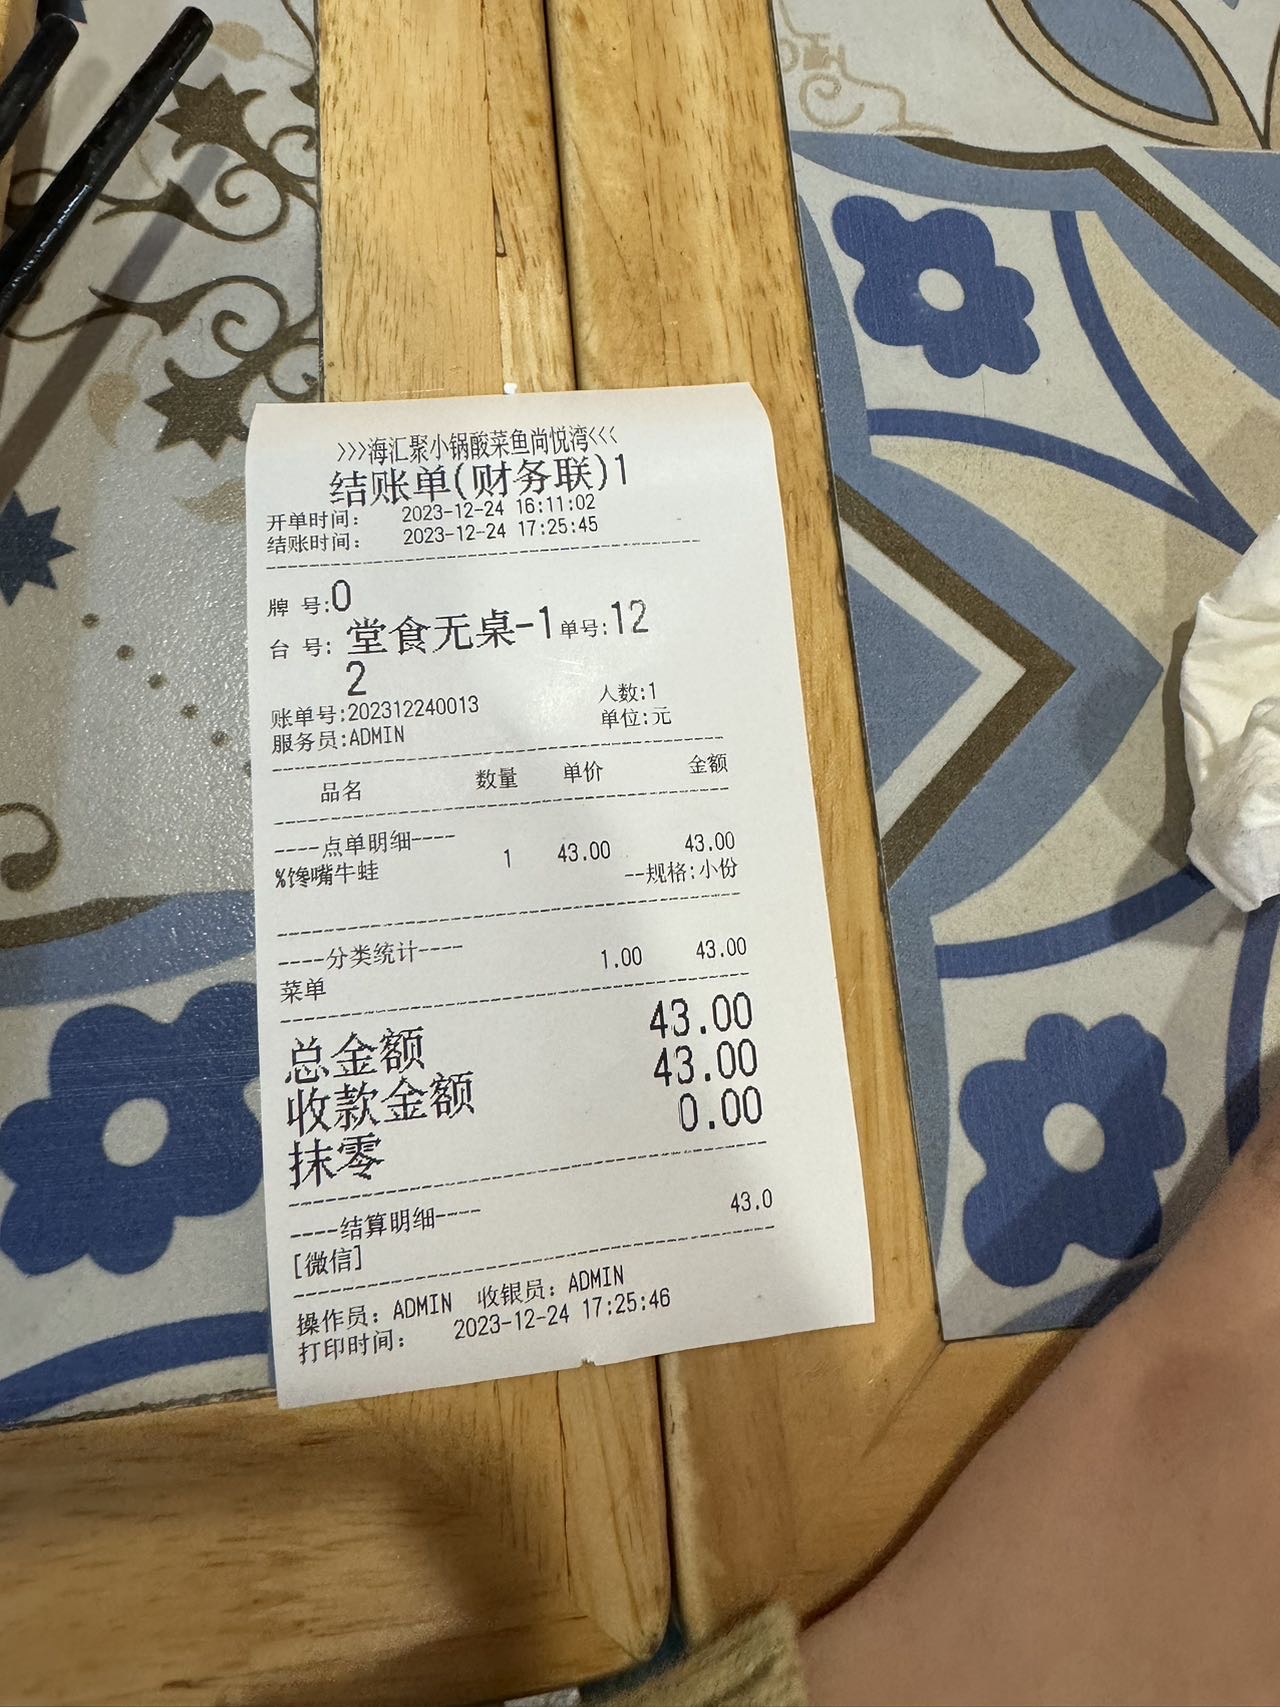 >>>海汇聚小锅酸菜鱼尚悦湾<<<
结账单(财务联)1
开单时间: 2023-12-24 16:11:02
结账时间: 2023-12-24 17:25:45
牌 号:0
台 号: 堂食无桌-1 单号:12
2
账单号:202312240013 人数:1
服务员:ADMIN 单位:元
品名 数量 单价 金额
----点单明细----
%馋嘴牛蛙 1 43.00 43.00
--规格:小份
----分类统计----
菜单 1.00 43.00
总金额 43.00
收款金额 43.00
抹零 0.00
----结算明细----
[微信] 43.0
操作员: ADMIN 收银员: ADMIN
打印时间: 2023-12-24 17:25:46